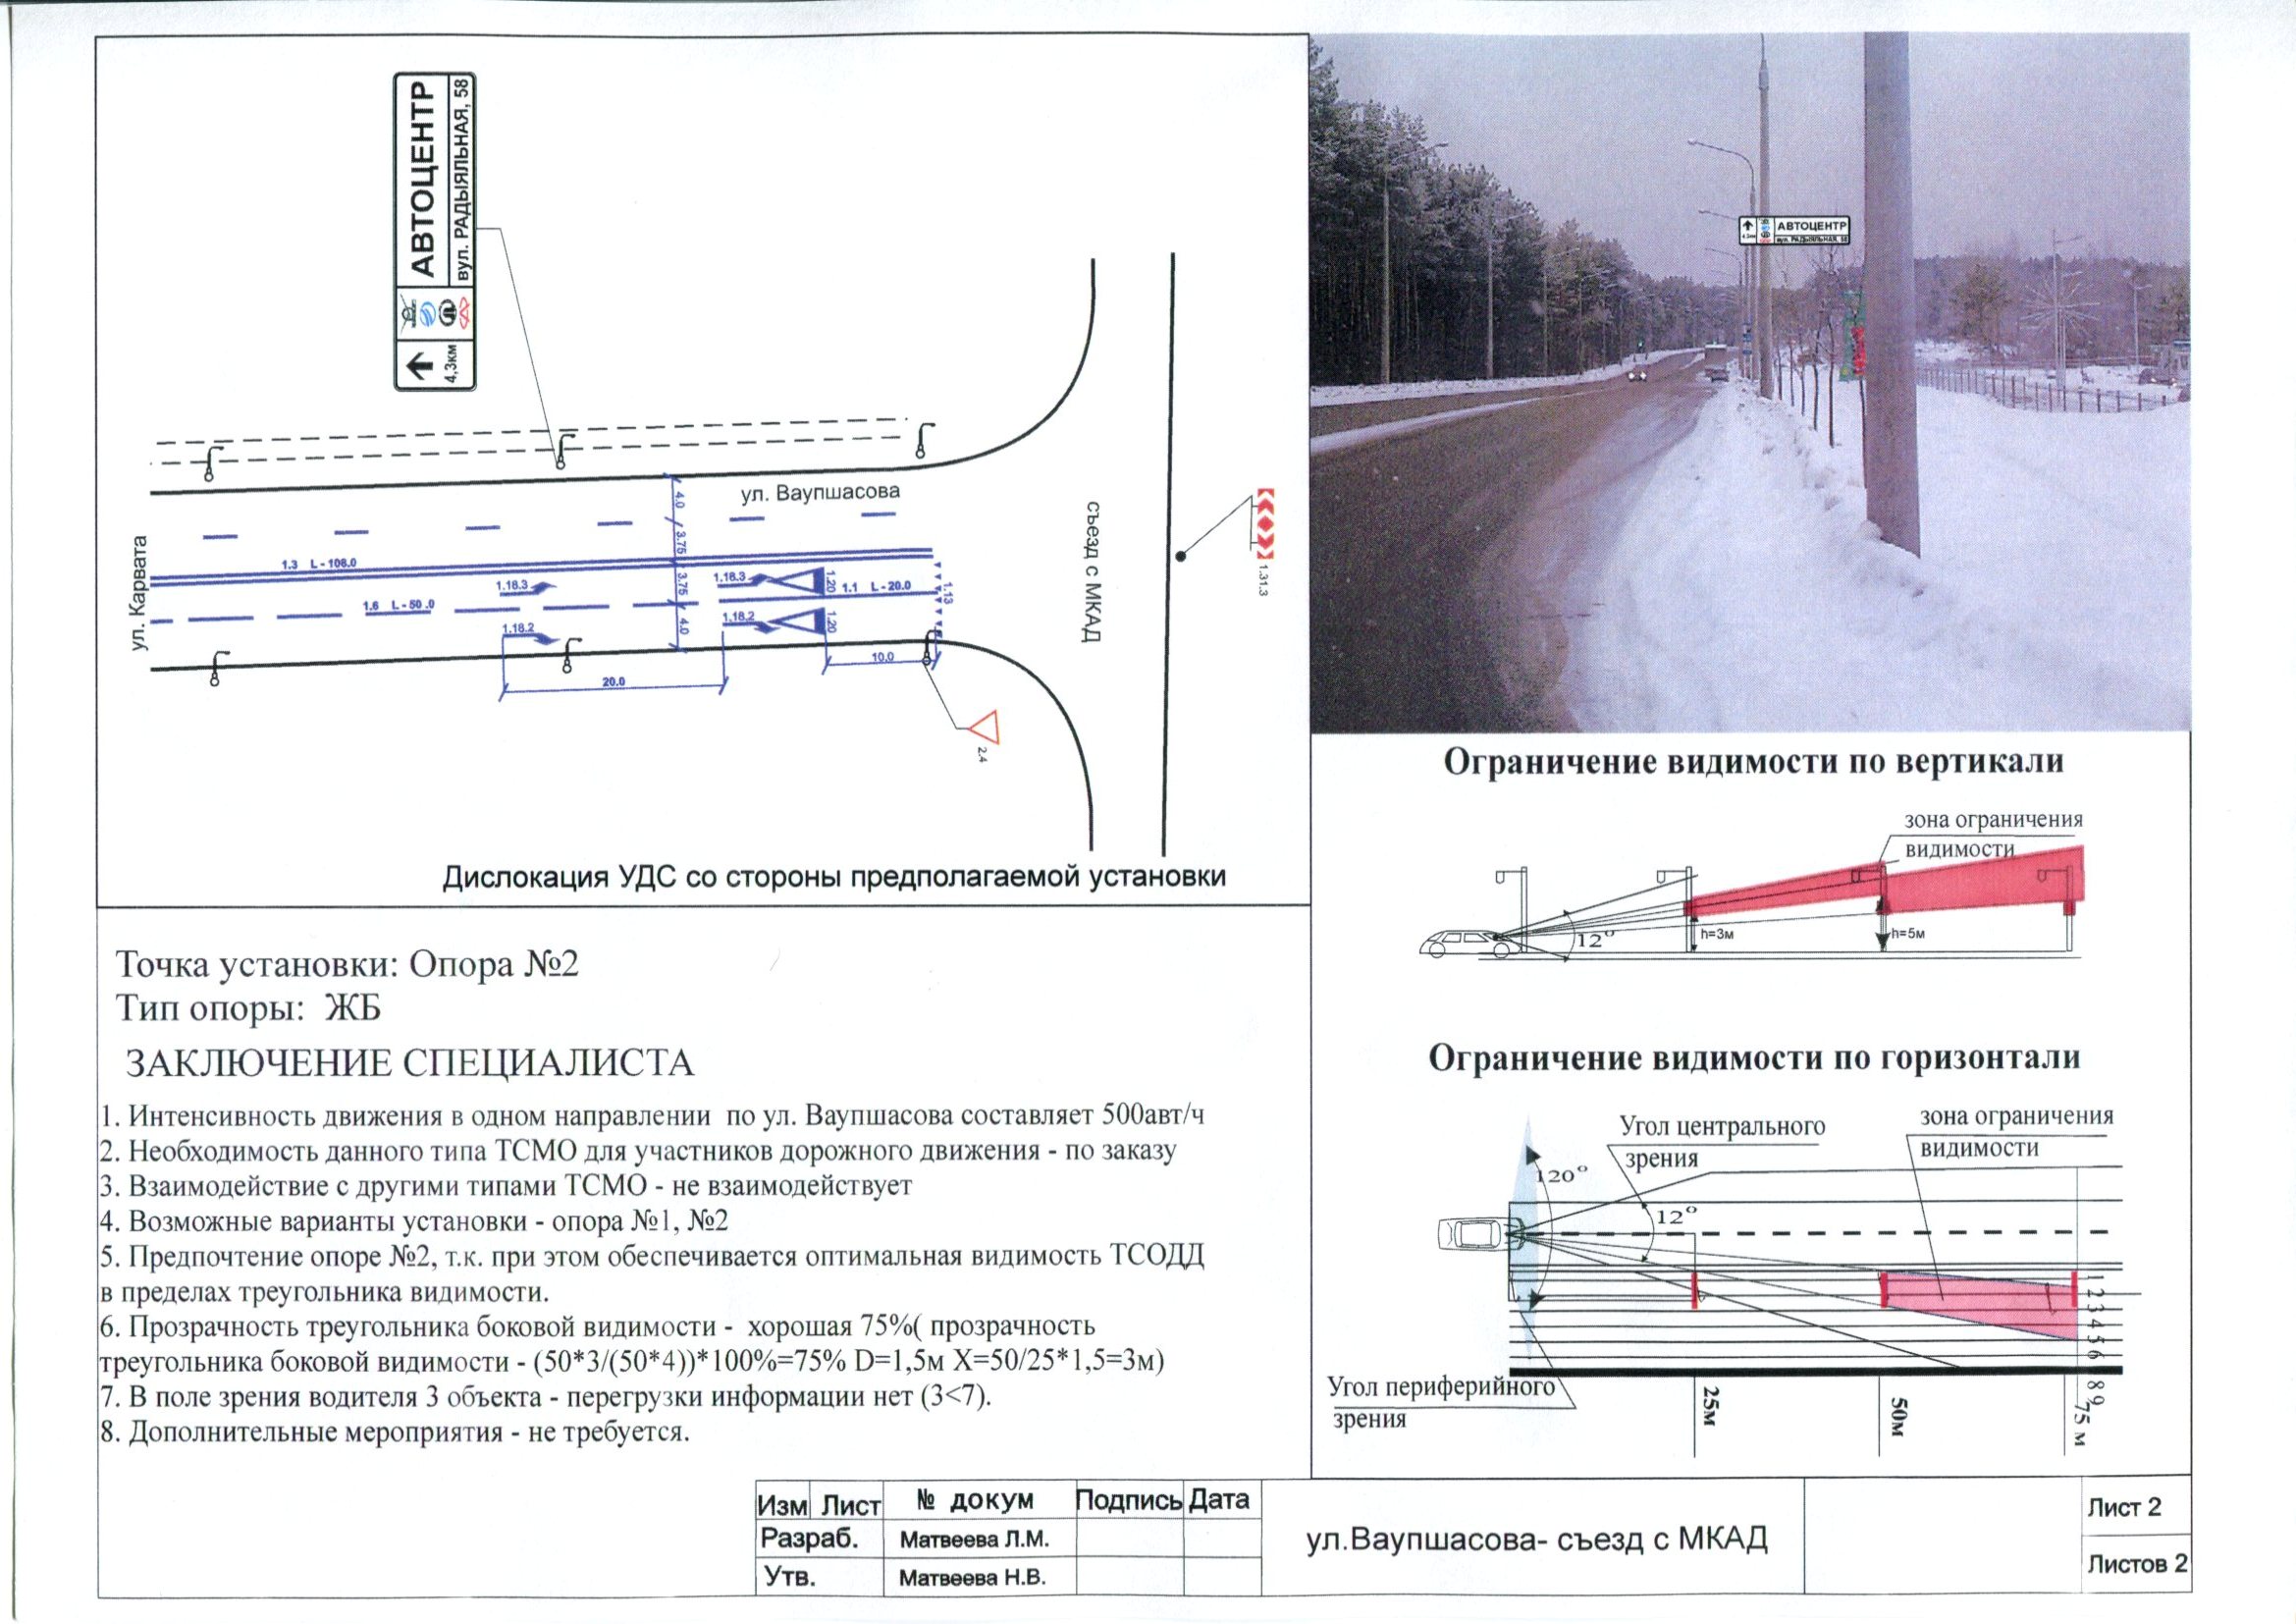 АВТОЦЕНТР
вул. РАДЫЯЛЬНАЯ, 58
4,3км
ул. Ваупшасова
ул. Карвата
съезд с МКАД
4.0
3.75
3.75
4.0
1.3 L - 108.0
1.18.3
1.18.3
1.20
1.1 L - 20.0
1.13
1.6 L - 50 .0
1.18.2
1.18.2
1.20
10.0
20.0
2.4
1.31.3
Дислокация УДС со стороны предполагаемой установки
АВТОЦЕНТР
вул. РАДЫЯЛЬНАЯ, 58
Ограничение видимости по вертикали
зона ограничения
видимости
12°
h=3м
h=5м
Ограничение видимости по горизонтали
Угол центрального
зрения
зона ограничения
видимости
120°
12°
1 2 3 4 5 6 8 9
Угол периферийного
зрения
25м
50м
75 м
Точка установки: Опора №2
Тип опоры: ЖБ
ЗАКЛЮЧЕНИЕ СПЕЦИАЛИСТА
1. Интенсивность движения в одном направлении по ул. Ваупшасова составляет 500авт/ч
2. Необходимость данного типа ТСМО для участников дорожного движения - по заказу
3. Взаимодействие с другими типами ТСМО - не взаимодействует
4. Возможные варианты установки - опора №1, №2
5. Предпочтение опоре №2, т.к. при этом обеспечивается оптимальная видимость ТСОДД
в пределах треугольника видимости.
6. Прозрачность треугольника боковой видимости - хорошая 75%( прозрачность
треугольника боковой видимости - (50*3/(50*4))*100%=75% D=1,5м X=50/25*1,5=3м)
7. В поле зрения водителя 3 объекта - перегрузки информации нет (3<7).
8. Дополнительные мероприятия - не требуется.
Изм Лист № докум Подпись Дата
Разраб. Матвеева Л.М.
Утв. Матвеева Н.В.
ул.Ваупшасова- съезд с МКАД
Лист 2
Листов 2